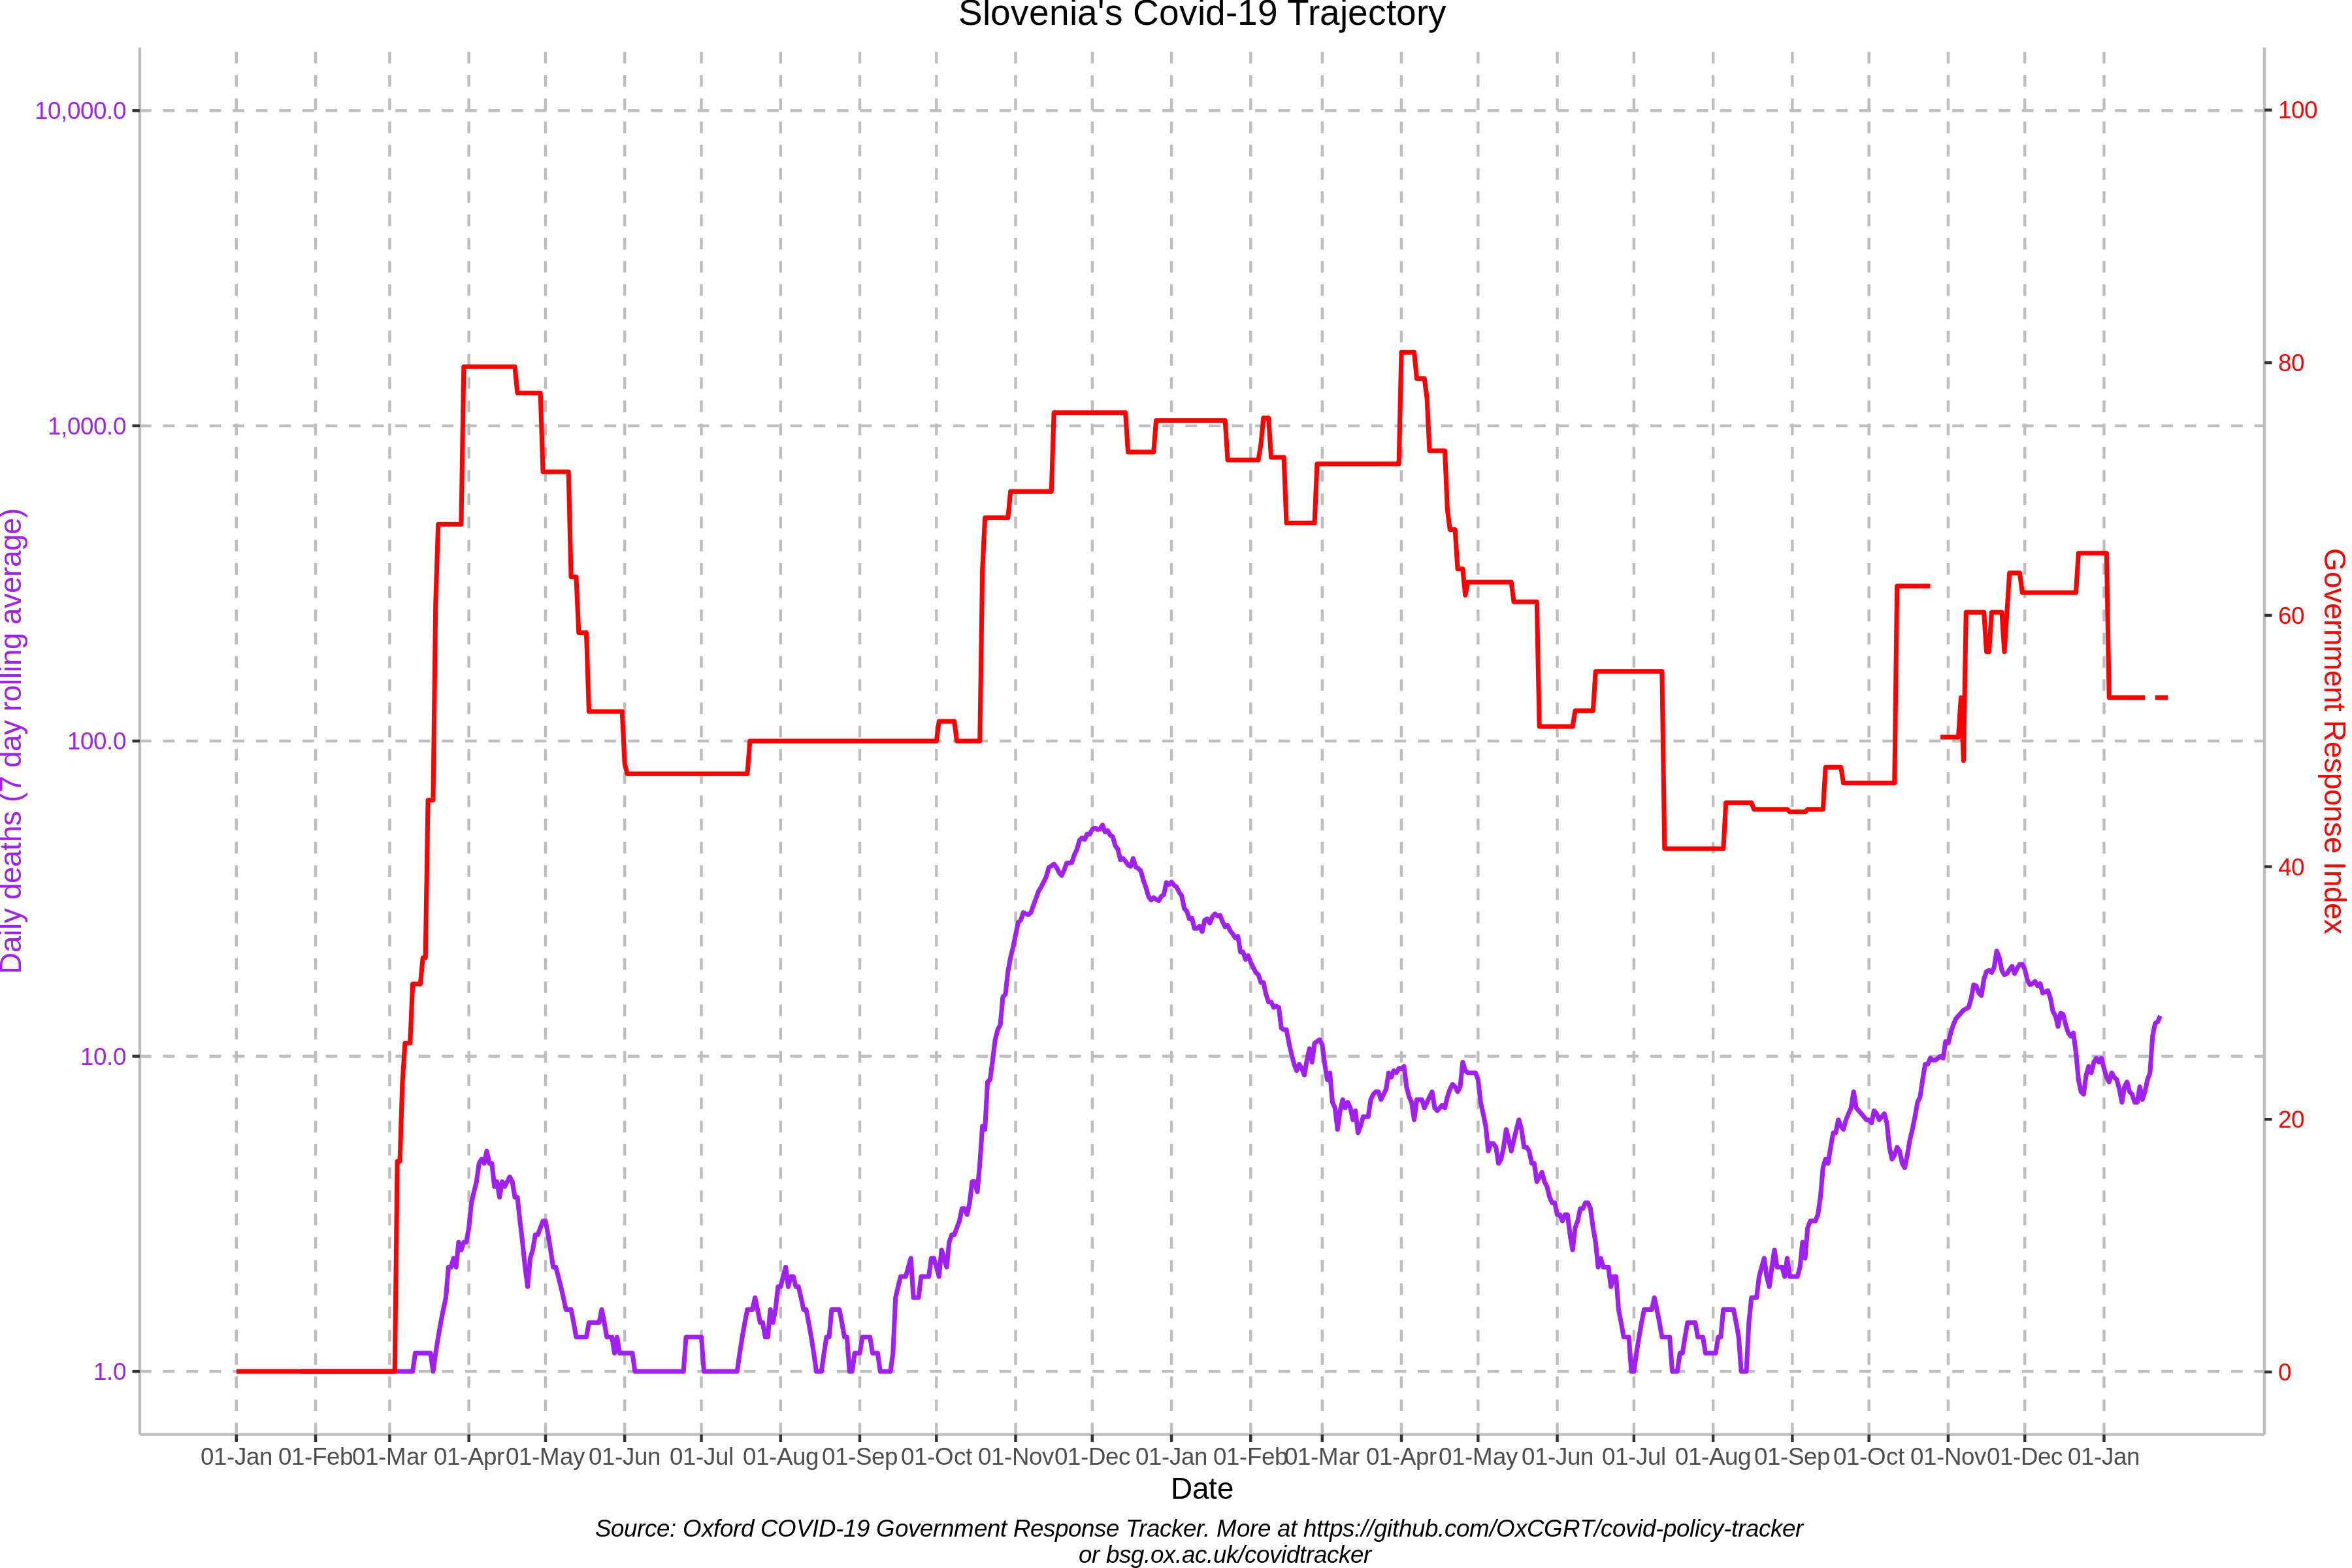 Slovenia's Covid-19 Trajectory
10,000.0
1,000.0
100.0
10.0
1.0
Daily deaths (7 day rolling average)
100
80
60
40
20
0
Government Response Index
01-Jan 01-Feb 01-Mar 01-Apr 01-May 01-Jun 01-Jul 01-Aug 01-Sep 01-Oct 01-Nov 01-Dec 01-Jan 01-Feb 01-Mar 01-Apr 01-May 01-Jun 01-Jul 01-Aug 01-Sep 01-Oct 01-Nov 01-Dec 01-Jan
Date
Source: Oxford COVID-19 Government Response Tracker. More at https://github.com/OxCGRT/covid-policy-tracker
or bsg.ox.ac.uk/covidtracker